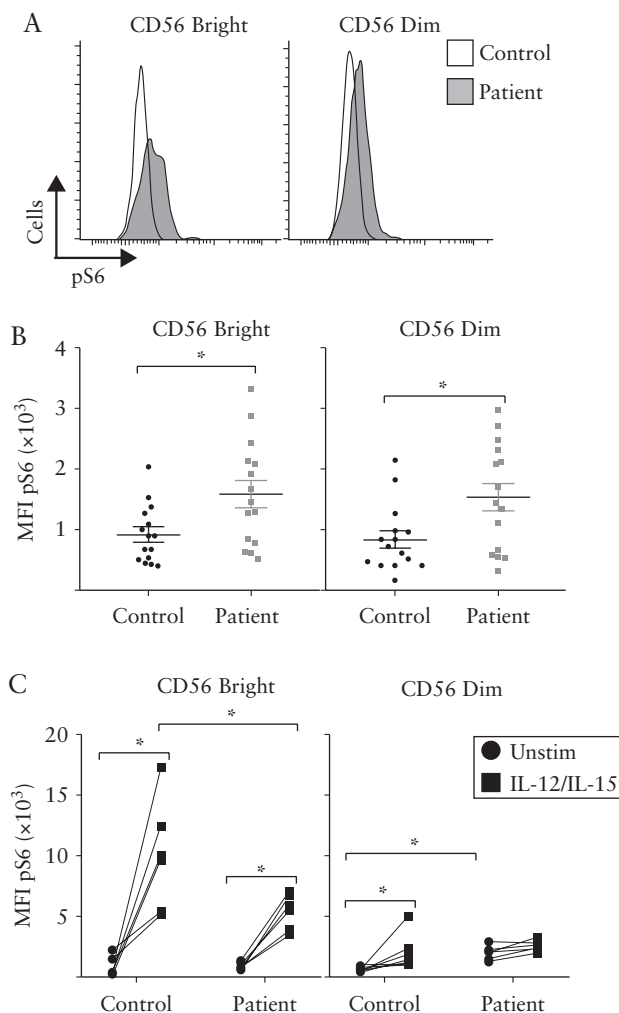 A
CD56 Bright
CD56 Dim
Control
Patient
Cells
pS6
B
CD56 Bright
CD56 Dim
MFI pS6 (×10³)
4
3
2
1
*
*
Control
Patient
Control
Patient
C
CD56 Bright
CD56 Dim
MFI pS6 (×10³)
20
15
10
5
*
*
*
*
*
Unstim
IL-12/IL-15
Control
Patient
Control
Patient